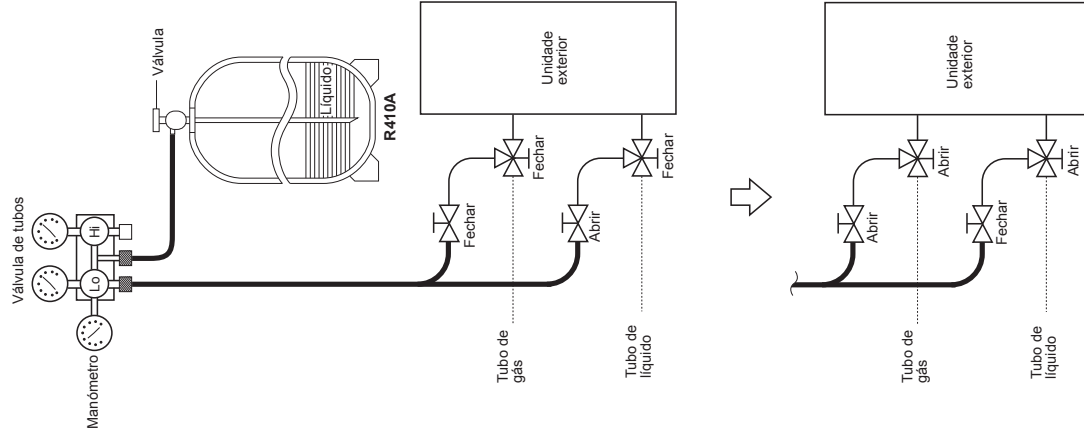 Manómetro
Válvula de tubos
Lo
Hi
Válvula
Líquido
R410A
Unidade
exterior
Fechar
Fechar
Abrir
Fechar
Tubo de
gás
Tubo de
líquido
Unidade
exterior
Abrir
Abrir
Fechar
Abrir
Tubo de
gás
Tubo de
líquido